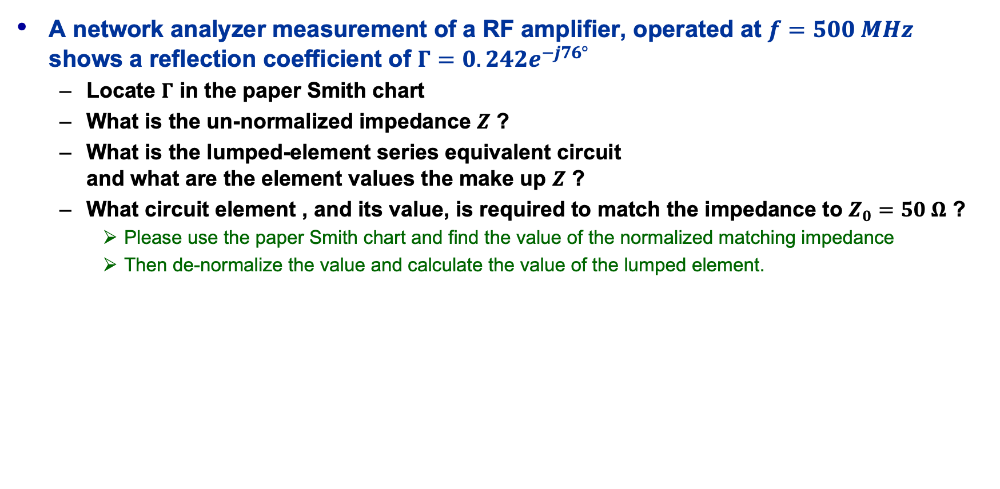 • A network analyzer measurement of a RF amplifier, operated at f = 500 MHz
shows a reflection coefficient of Γ = 0.242e^{−j76°}
– Locate Γ in the paper Smith chart
– What is the un-normalized impedance Z ?
– What is the lumped-element series equivalent circuit
and what are the element values the make up Z ?
– What circuit element , and its value, is required to match the impedance to Z₀ = 50 Ω ?
➢ Please use the paper Smith chart and find the value of the normalized matching impedance
➢ Then de-normalize the value and calculate the value of the lumped element.